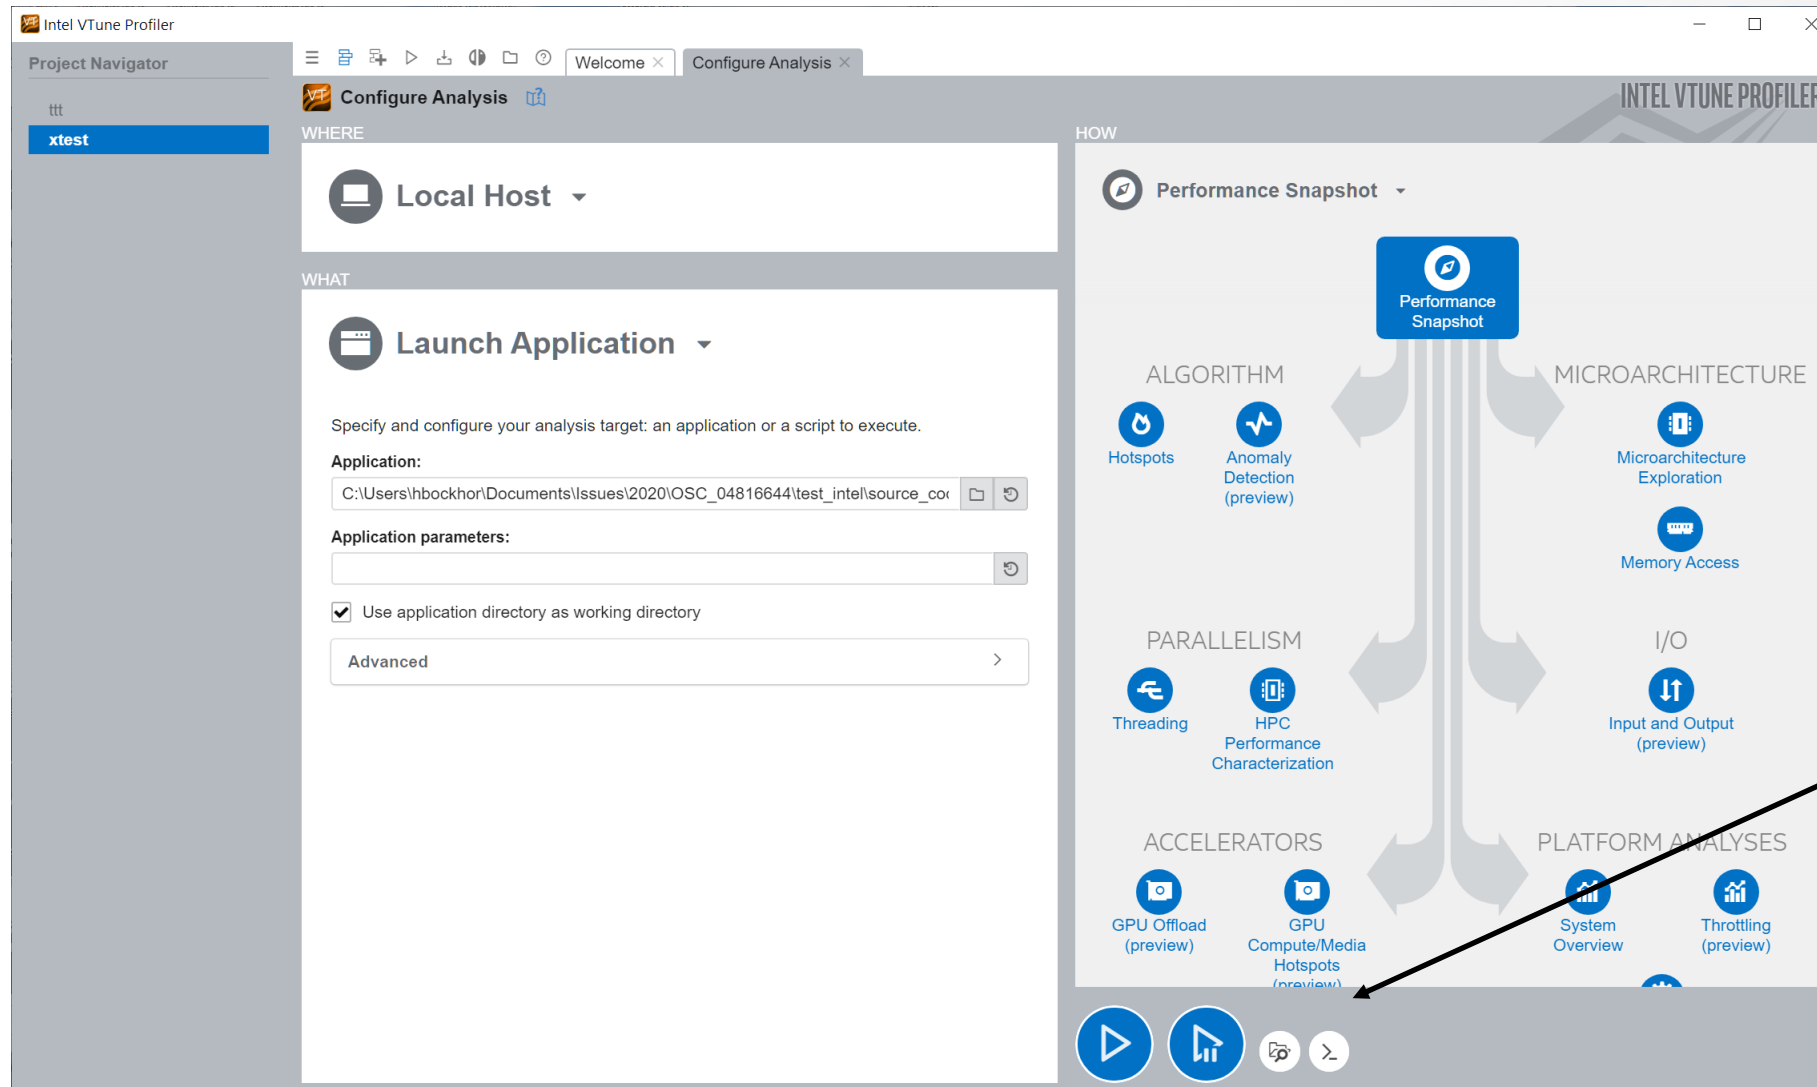 Intel VTune Profiler
Project Navigator
ttt
xtest
Welcome
Configure Analysis
Configure Analysis
INTEL VTUNE PROFILER
WHERE
Local Host
WHAT
Launch Application
Specify and configure your analysis target: an application or a script to execute.
Application:
C:\Users\hbockhor\Documents\Issues\2020\OSC_04816644\test_intel\source_co
Application parameters:
Use application directory as working directory
Advanced
HOW
Performance Snapshot
Performance
Snapshot
ALGORITHM
Hotspots
Anomaly
Detection
(preview)
MICROARCHITECTURE
Microarchitecture
Exploration
Memory Access
PARALLELISM
Threading
HPC
Performance
Characterization
I/O
Input and Output
(preview)
ACCELERATORS
GPU Offload
(preview)
GPU
Compute/Media
Hotspots
(preview)
PLATFORM ANALYSES
System
Overview
Throttling
(preview)